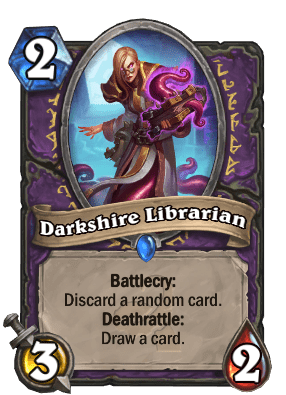 2
Darkshire Librarian
Battlecry:
Discard a random card.
Deathrattle:
Draw a card.
3
2